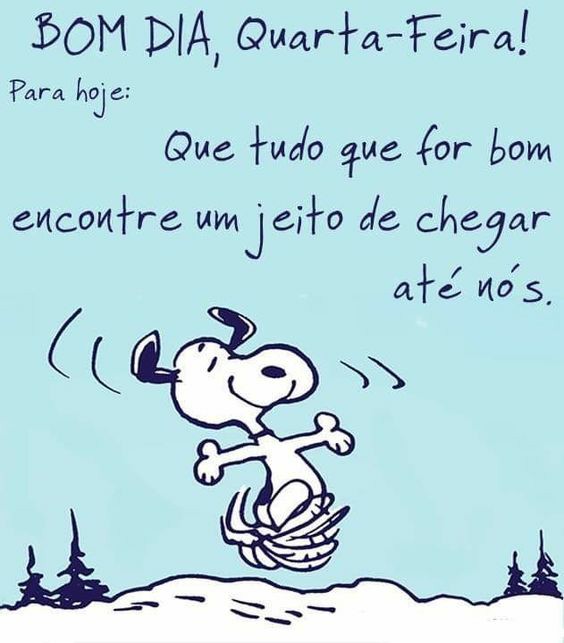 BOM DIA, Quarta-Feira!
Para hoje:
Que tudo que for bom
encontre um jeito de chegar
até nós.